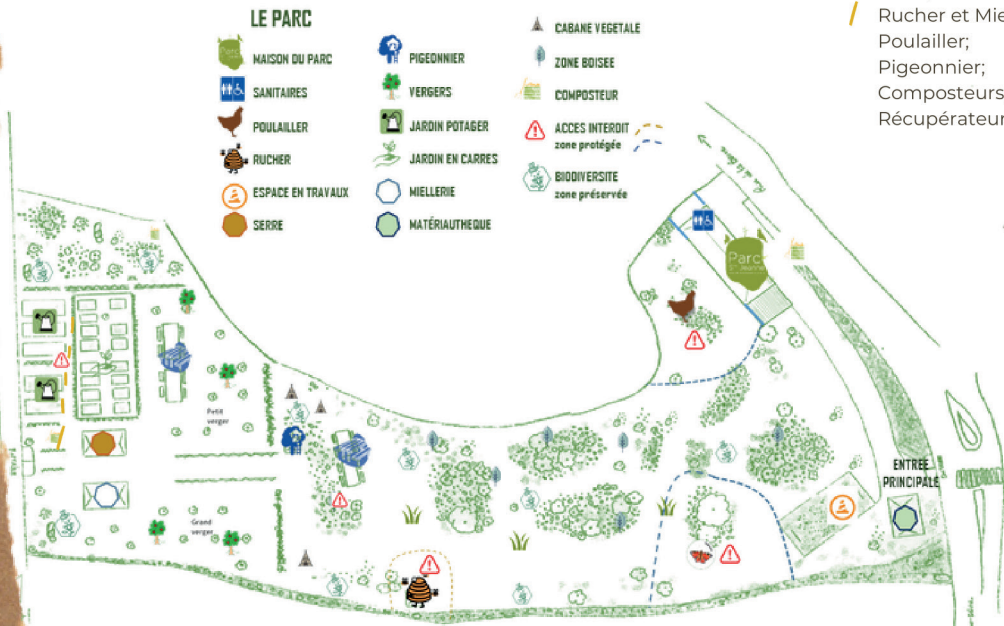 LE PARC
MAISON DU PARC
SANITAIRES
POULAILLER
RUCHER
ESPACE EN TRAVAUX
SERRE
PIGEONNIER
VERGERS
JARDIN POTAGER
JARDIN EN CARRES
MIELLERIE
MATÉRIAUTHEQUE
CABANE VEGETALE
ZONE BOISEE
COMPOSTEUR
ACCES INTERDIT
zone protégée
BIODIVERSITE
zone préservée
Rucher et Mie
Poulailler;
Pigeonnier;
Composteurs
Récupérateur
Parc
Petit
verger
Grand
verger
ENTREE
PRINCIPALE